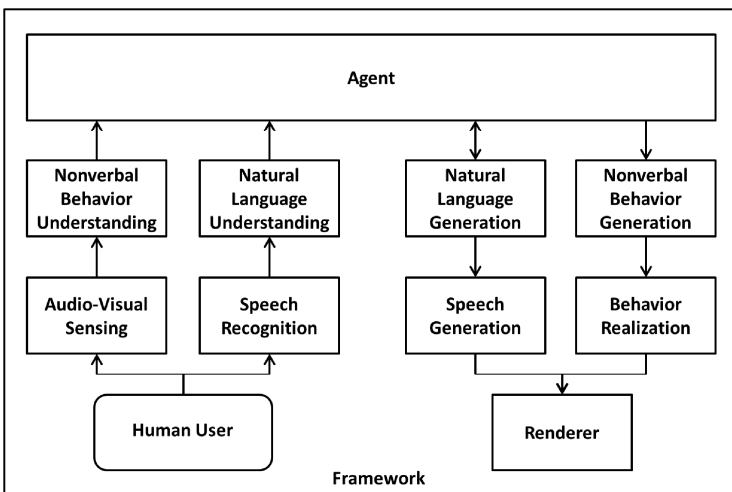 Agent
Nonverbal
Behavior
Understanding
Natural
Language
Understanding
Natural
Language
Generation
Nonverbal
Behavior
Generation
Audio-Visual
Sensing
Speech
Recognition
Speech
Generation
Behavior
Realization
Human User
Renderer
Framework